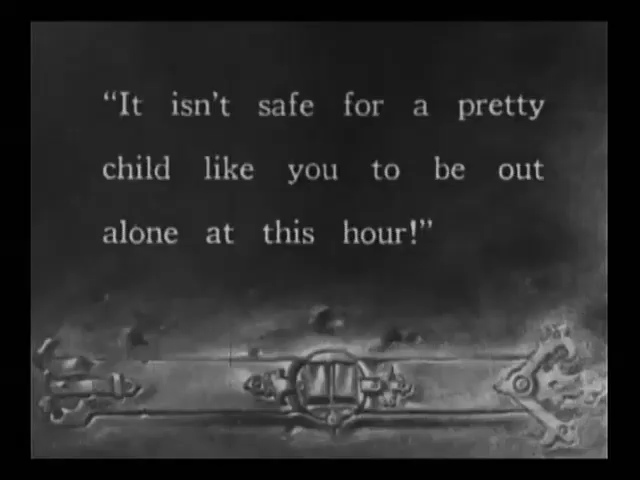 “It isn't safe for a pretty
child like you to be out
alone at this hour!”